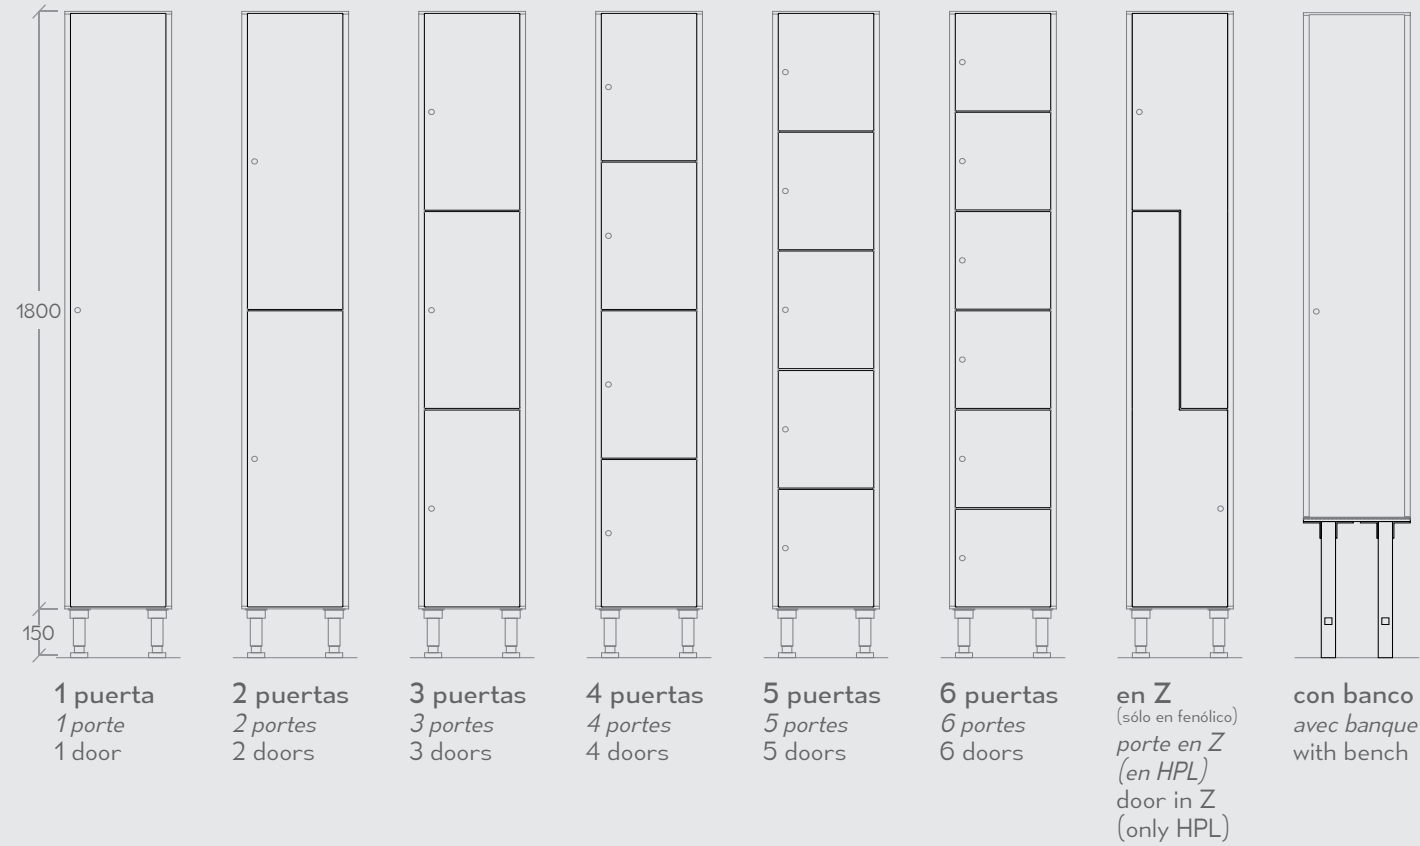 1800
150
1 puerta
1 porte
1 door
2 puertas
2 portes
2 doors
3 puertas
3 portes
3 doors
4 puertas
4 portes
4 doors
5 puertas
5 portes
5 doors
6 puertas
6 portes
6 doors
en Z
(sólo en fenólico)
porte en Z
(en HPL)
door in Z
(only HPL)
con banco
avec banque
with bench